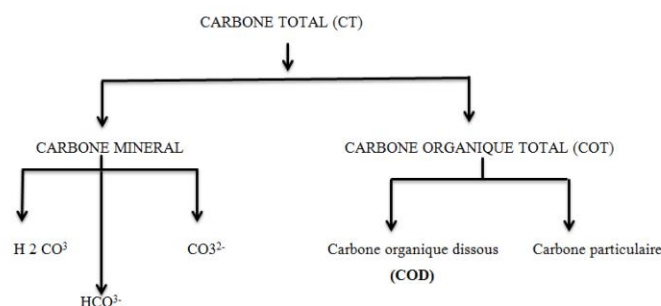 CARBONE TOTAL (CT)
CARBONE MINERAL
CARBONE ORGANIQUE TOTAL (COT)
H 2 CO³
CO3²⁻
Carbone organique dissous
(COD)
Carbone particulaire
HCO³⁻